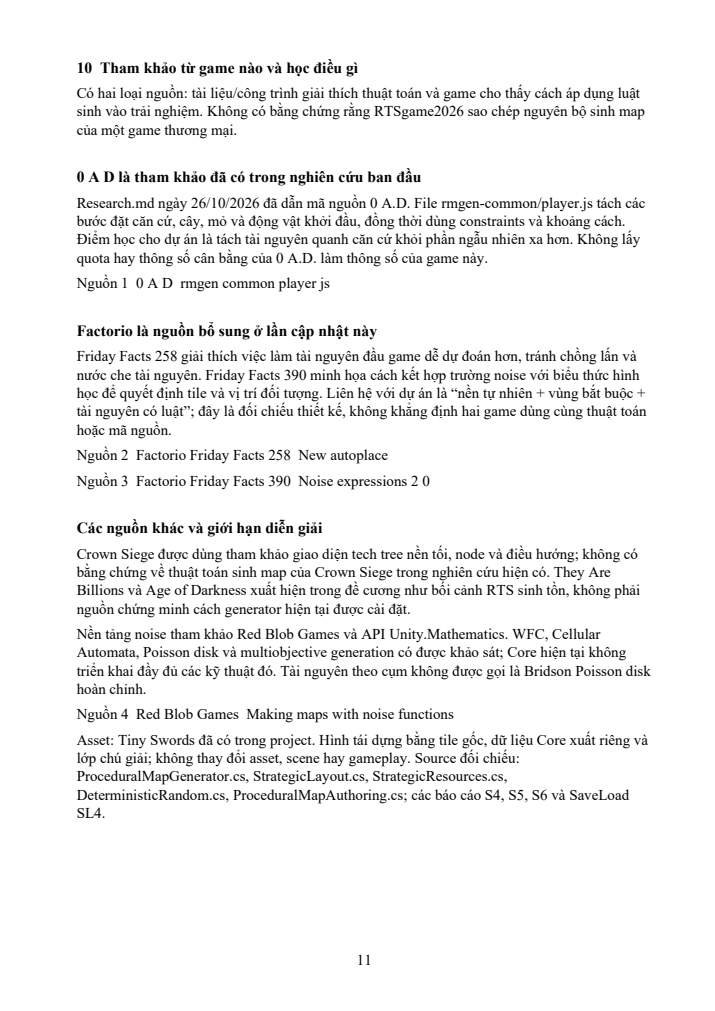 10 Tham khảo từ game nào và học điều gì
Có hai loại nguồn: tài liệu/công trình giải thích thuật toán và game cho thấy cách áp dụng luật
sinh vào trải nghiệm. Không có bằng chứng rằng RTSgame2026 sao chép nguyên bộ sinh map
của một game thương mại.
0 A D là tham khảo đã có trong nghiên cứu ban đầu
Research.md ngày 26/10/2026 đã dẫn mã nguồn 0 A.D. File rmgen-common/player.js tách các
bước đặt căn cứ, cây, mỏ và động vật khởi đầu, đồng thời dùng constraints và khoảng cách.
Điểm học cho dự án là tách tài nguyên quanh căn cứ khỏi phần ngẫu nhiên xa hơn. Không lấy
quota hay thông số cân bằng của 0 A.D. làm thông số của game này.
Nguồn 1 0 A D rmgen common player js
Factorio là nguồn bổ sung ở lần cập nhật này
Friday Facts 258 giải thích việc làm tài nguyên đầu game dễ dự đoán hơn, tránh chồng lấn và
nước che tài nguyên. Friday Facts 390 minh họa cách kết hợp trường noise với biểu thức hình
học để quyết định tile và vị trí đối tượng. Liên hệ với dự án là “nền tự nhiên + vùng bắt buộc +
tài nguyên có luật”; đây là đối chiếu thiết kế, không khẳng định hai game dùng cùng thuật toán
hoặc mã nguồn.
Nguồn 2 Factorio Friday Facts 258 New autoplace
Nguồn 3 Factorio Friday Facts 390 Noise expressions 2 0
Các nguồn khác và giới hạn diễn giải
Crown Siege được dùng tham khảo giao diện tech tree nền tối, node và điều hướng; không có
bằng chứng về thuật toán sinh map của Crown Siege trong nghiên cứu hiện có. They Are
Billions và Age of Darkness xuất hiện trong đề cương như bối cảnh RTS sinh tồn, không phải
nguồn chứng minh cách generator hiện tại được cài đặt.
Nền tảng noise tham khảo Red Blob Games và API Unity.Mathematics. WFC, Cellular
Automata, Poisson disk và multiobjective generation có được khảo sát; Core hiện tại không
triển khai đầy đủ các kỹ thuật đó. Tài nguyên theo cụm không được gọi là Bridson Poisson disk
hoàn chỉnh.
Nguồn 4 Red Blob Games Making maps with noise functions
Asset: Tiny Swords đã có trong project. Hình tái dựng bằng tile gốc, dữ liệu Core xuất riêng và
lớp chú giải; không thay đổi asset, scene hay gameplay. Source đối chiếu:
ProceduralMapGenerator.cs, StrategicLayout.cs, StrategicResources.cs,
DeterministicRandom.cs, ProceduralMapAuthoring.cs; các báo cáo S4, S5, S6 và SaveLoad
SL4.
11